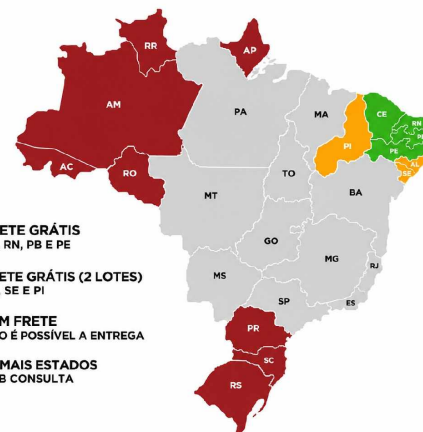 RR
AP
AM
PA
MA
CE
RN
PI
PE
AL
SE
AC
RO
TO
BA
MT
GO
MG
MS
RJ
ES
SP
PR
SC
RS
ETE GRÁTIS
RN, PB E PE
ETE GRÁTIS (2 LOTES)
SE E PI
M FRETE
O É POSSÍVEL A ENTREGA
MAIS ESTADOS
B CONSULTA